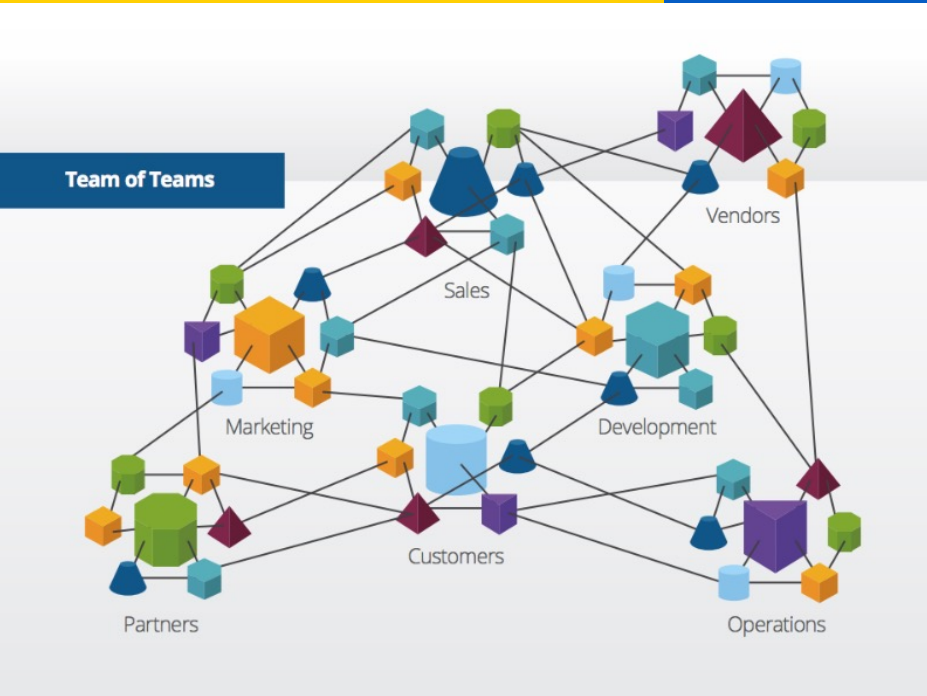 Team of Teams
Vendors
Sales
Marketing
Development
Customers
Partners
Operations